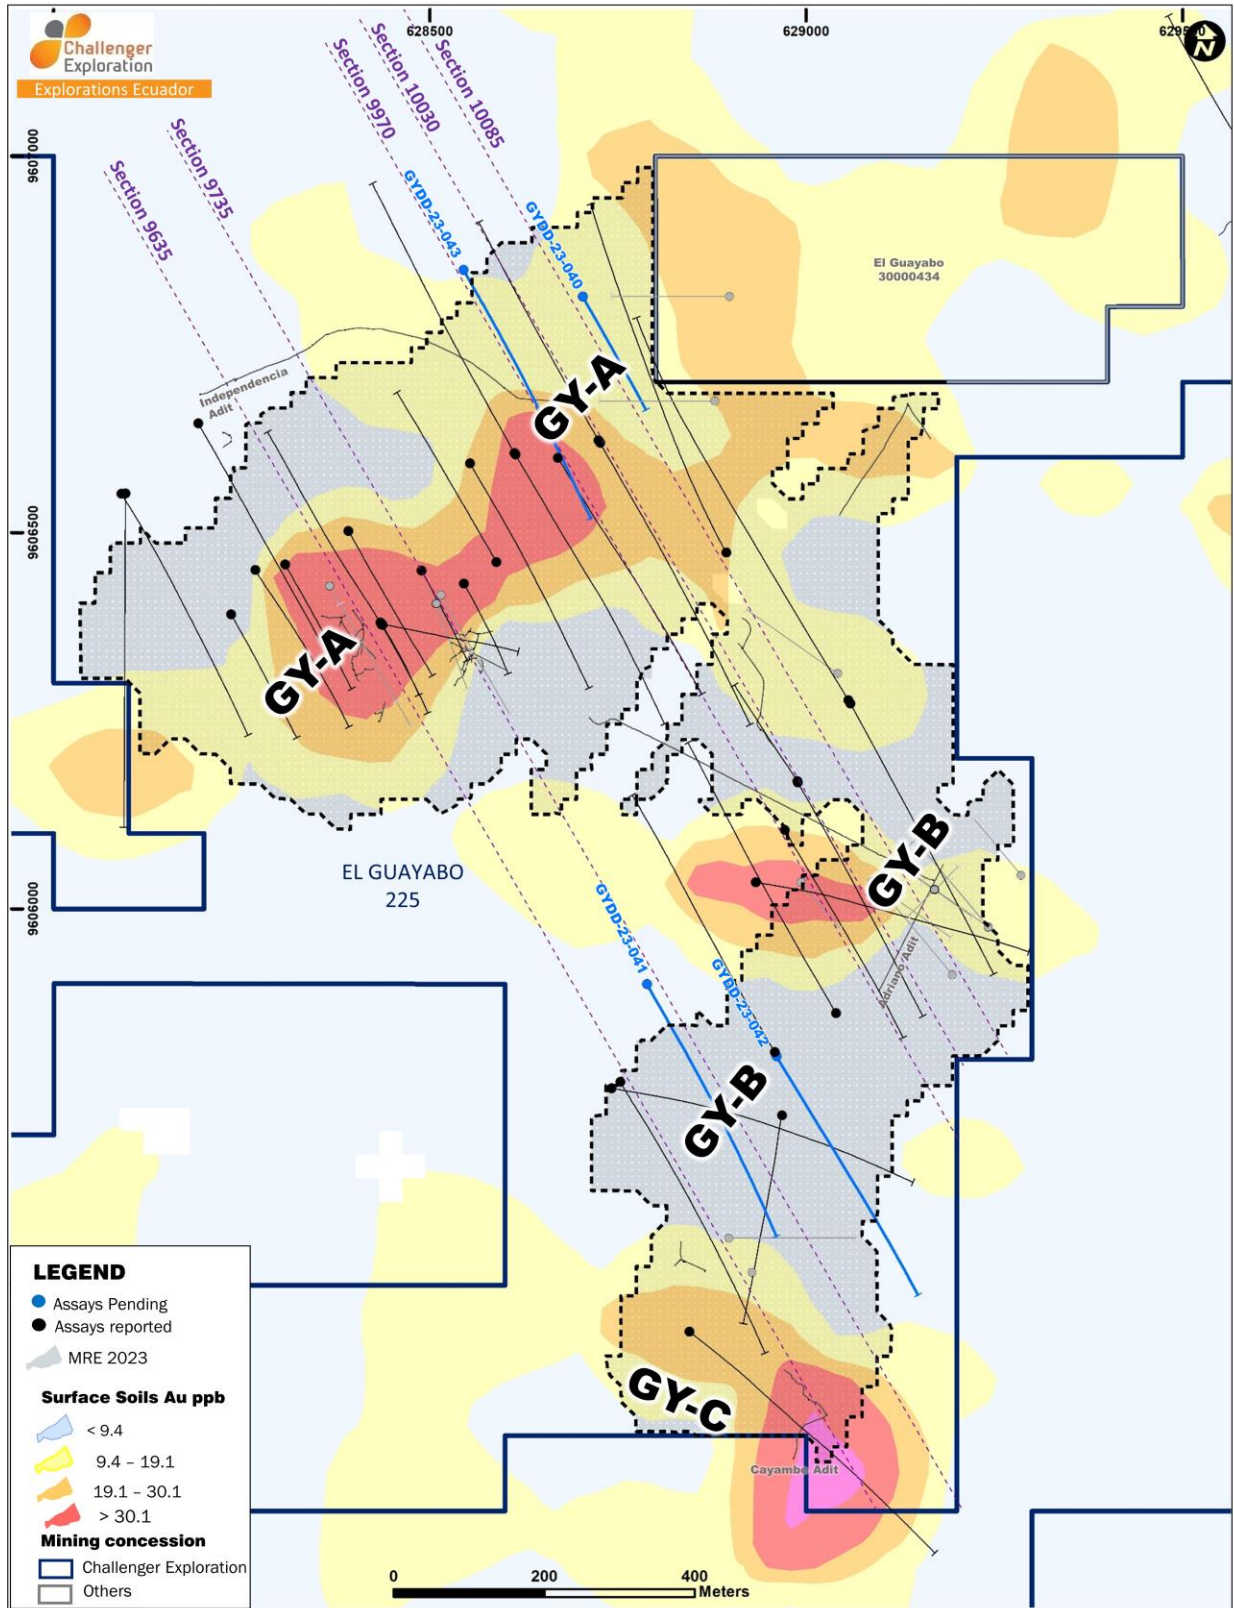 Challenger
Exploration
Explorations Ecuador
628500
629000
N
9607000
9606500
9606000
Section 9635
Section 9735
Section 9970
Section 10030
Section 10085
GYDD-23-043
GYDD-23-040
El Guayabo
30000434
Independencia
Adit
GY-A
GY-A
EL GUAYABO
225
GY-B
GYDD-23-041
GYDD-23-042
Adriano Adit
GY-B
GY-C
Cayambe Adit
LEGEND
Assays Pending
Assays reported
MRE 2023
Surface Soils Au ppb
< 9.4
9.4 – 19.1
19.1 – 30.1
> 30.1
Mining concession
Challenger Exploration
Others
0 200 400
Meters